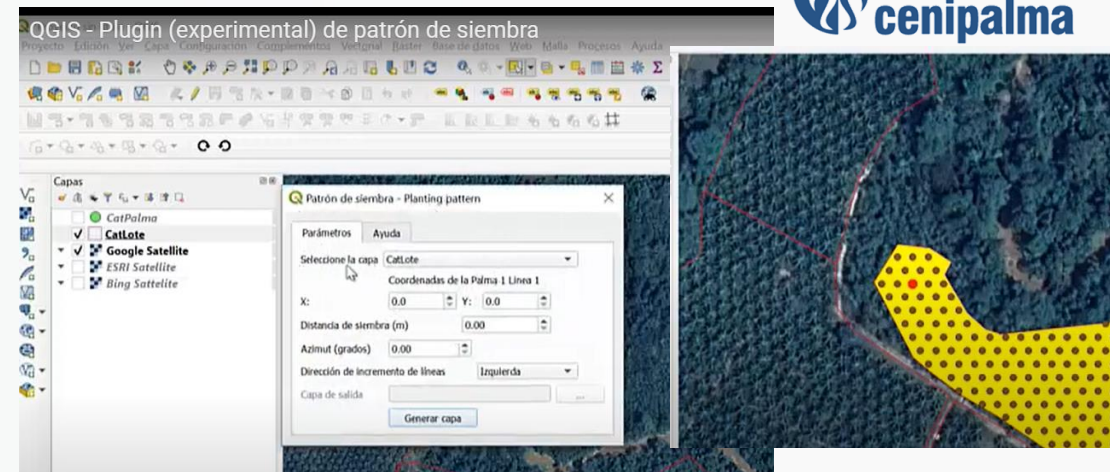 QGIS - Plugin (experimental) de patrón de siembra
cenipalma
Proyecto Edición Ver Capa Configuración Complementos Vectorial Ráster Base de datos Web Malla Procesos Ayuda
Capas
CatPalma
CatLote
Google Satellite
ESRI Satellite
Bing Sattelite
Patrón de siembra - Planting pattern
Parámetros Ayuda
Seleccione la capa CatLote
Coordenadas de la Palma 1 Linea 1
X: 0.0 Y: 0.0
Distancia de siembra (m) 0.00
Azimut (grados) 0.00
Dirección de incremento de líneas Izquierda
Capa de salida ...
Generar capa